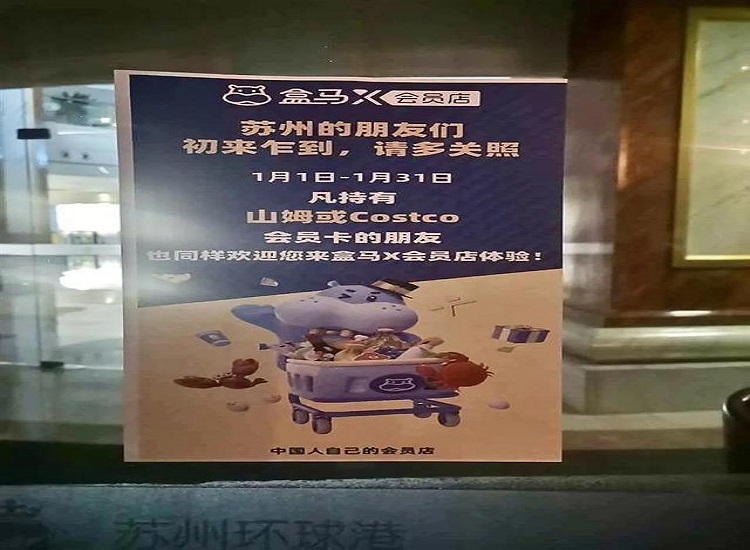 盒马X会员店
苏州的朋友们
初来乍到，请多关照
1月1日-1月31日
凡持有
山姆或Costco
会员卡的朋友
也同样欢迎您来盒马X会员店体验！
中国人自己的会员店
苏州环球港